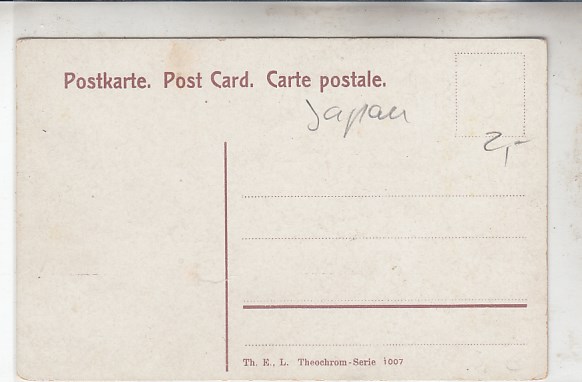 Postkarte. Post Card. Carte postale.
Japan
2,-
Th. E., L. Theochrom-Serie 1007